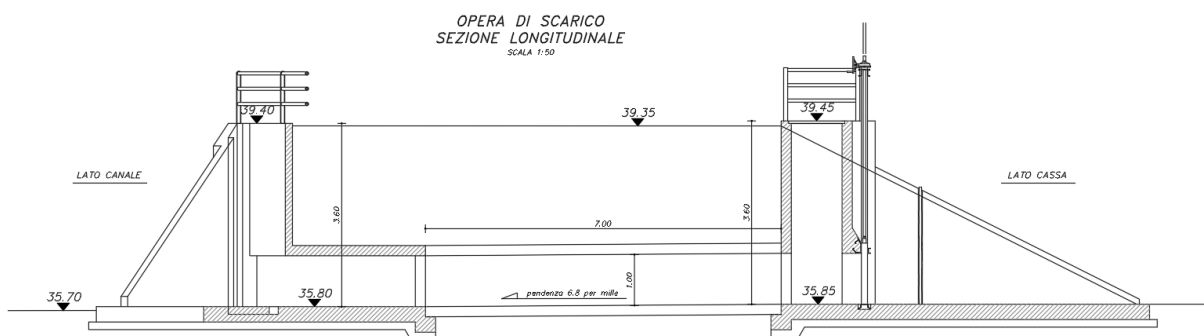 OPERA DI SCARICO
SEZIONE LONGITUDINALE
SCALA 1:50
39.40
39.35
39.45
LATO CANALE
LATO CASSA
3.60
7.00
3.60
1.00
pendenza 6.8 per mille
35.70
35.80
35.85